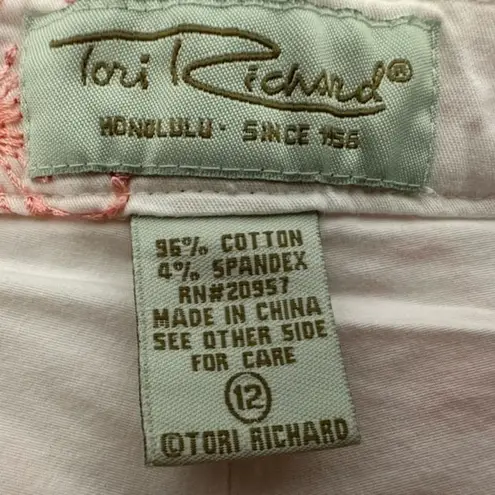 Tori Richard®
HONOLULU · SINCE 1956
96% COTTON
4% SPANDEX
RN#20957
MADE IN CHINA
SEE OTHER SIDE
FOR CARE
12
©TORI RICHARD